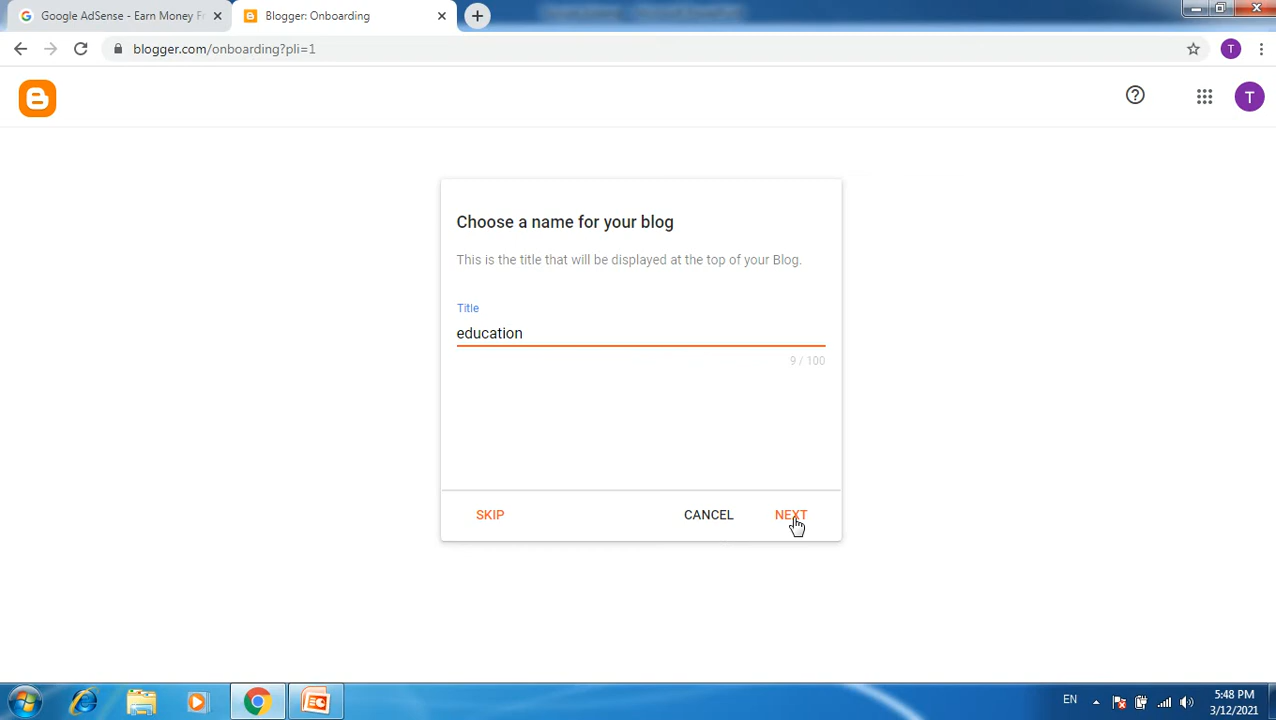 Google AdSense - Earn Money Fr
Blogger: Onboarding
blogger.com/onboarding?pli=1
T
T
Choose a name for your blog
This is the title that will be displayed at the top of your Blog.
Title
education
9 / 100
SKIP
CANCEL
NEXT
EN
5:48 PM
3/12/2021